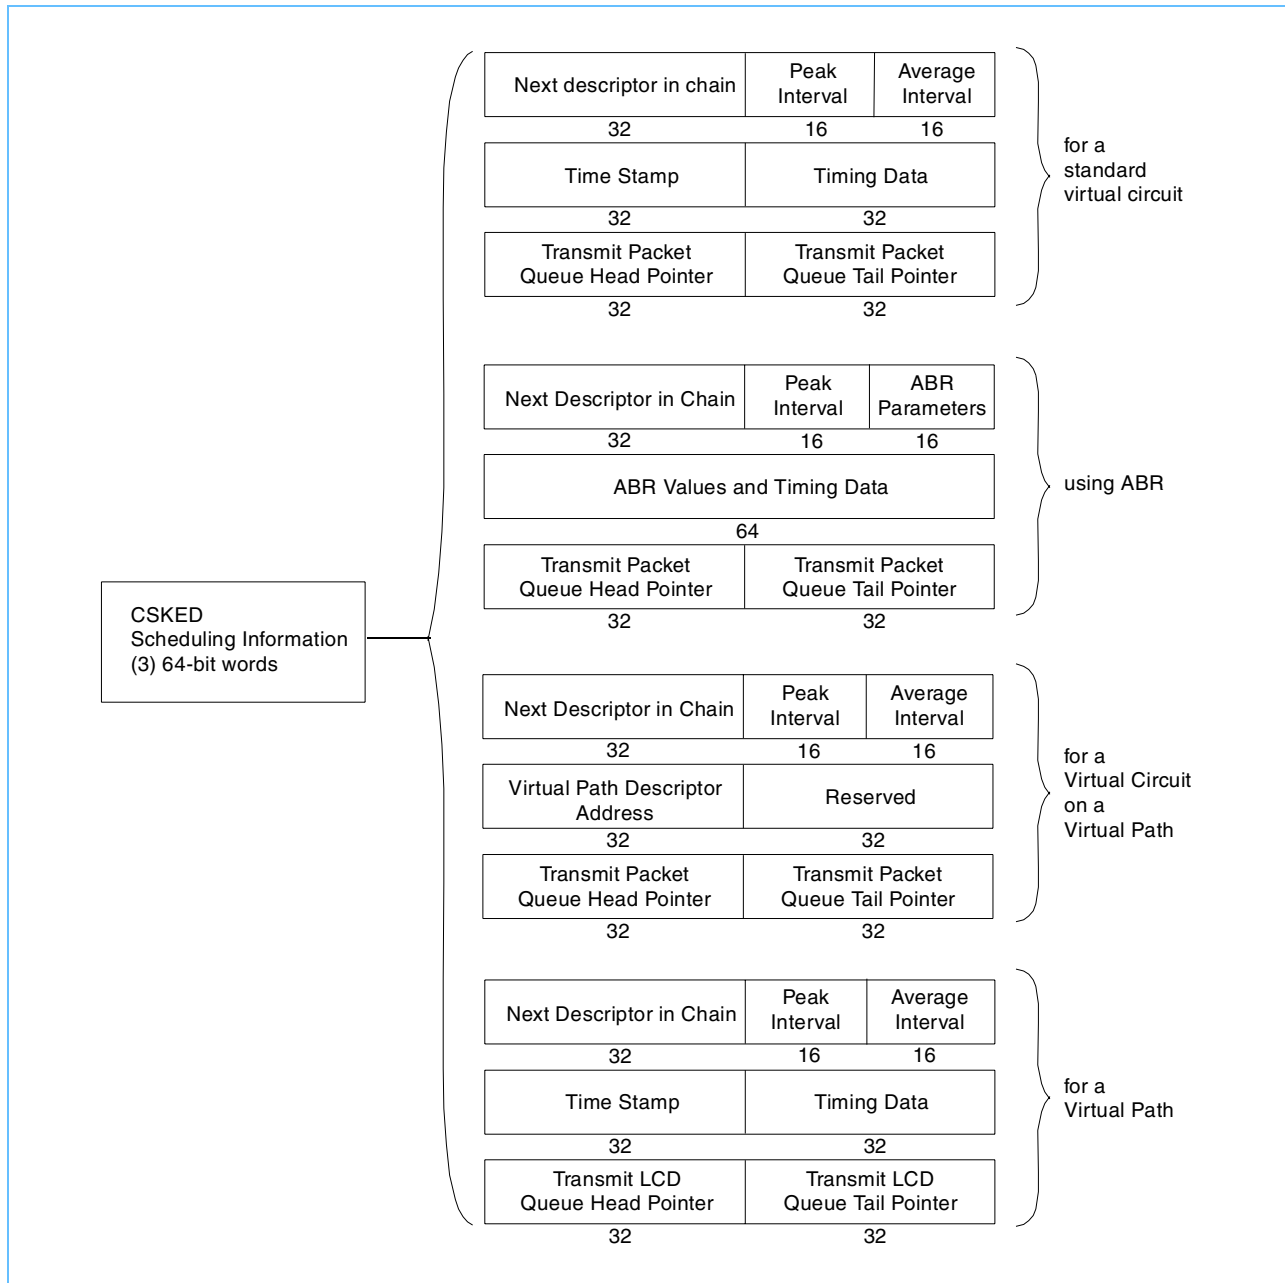 Next descriptor in chain
Peak
Interval
Average
Interval
32
16
16
Time Stamp
Timing Data
32
32
Transmit Packet
Queue Head Pointer
Transmit Packet
Queue Tail Pointer
32
32
for a
standard
virtual circuit
Next Descriptor in Chain
Peak
Interval
ABR
Parameters
32
16
16
ABR Values and Timing Data
64
Transmit Packet
Queue Head Pointer
Transmit Packet
Queue Tail Pointer
32
32
using ABR
CSKED
Scheduling Information
(3) 64-bit words
Next Descriptor in Chain
Peak
Interval
Average
Interval
32
16
16
Virtual Path Descriptor
Address
Reserved
32
32
Transmit Packet
Queue Head Pointer
Transmit Packet
Queue Tail Pointer
32
32
for a
Virtual Circuit
on a
Virtual Path
Next Descriptor in Chain
Peak
Interval
Average
Interval
32
16
16
Time Stamp
Timing Data
32
32
Transmit LCD
Queue Head Pointer
Transmit LCD
Queue Tail Pointer
32
32
for a
Virtual Path